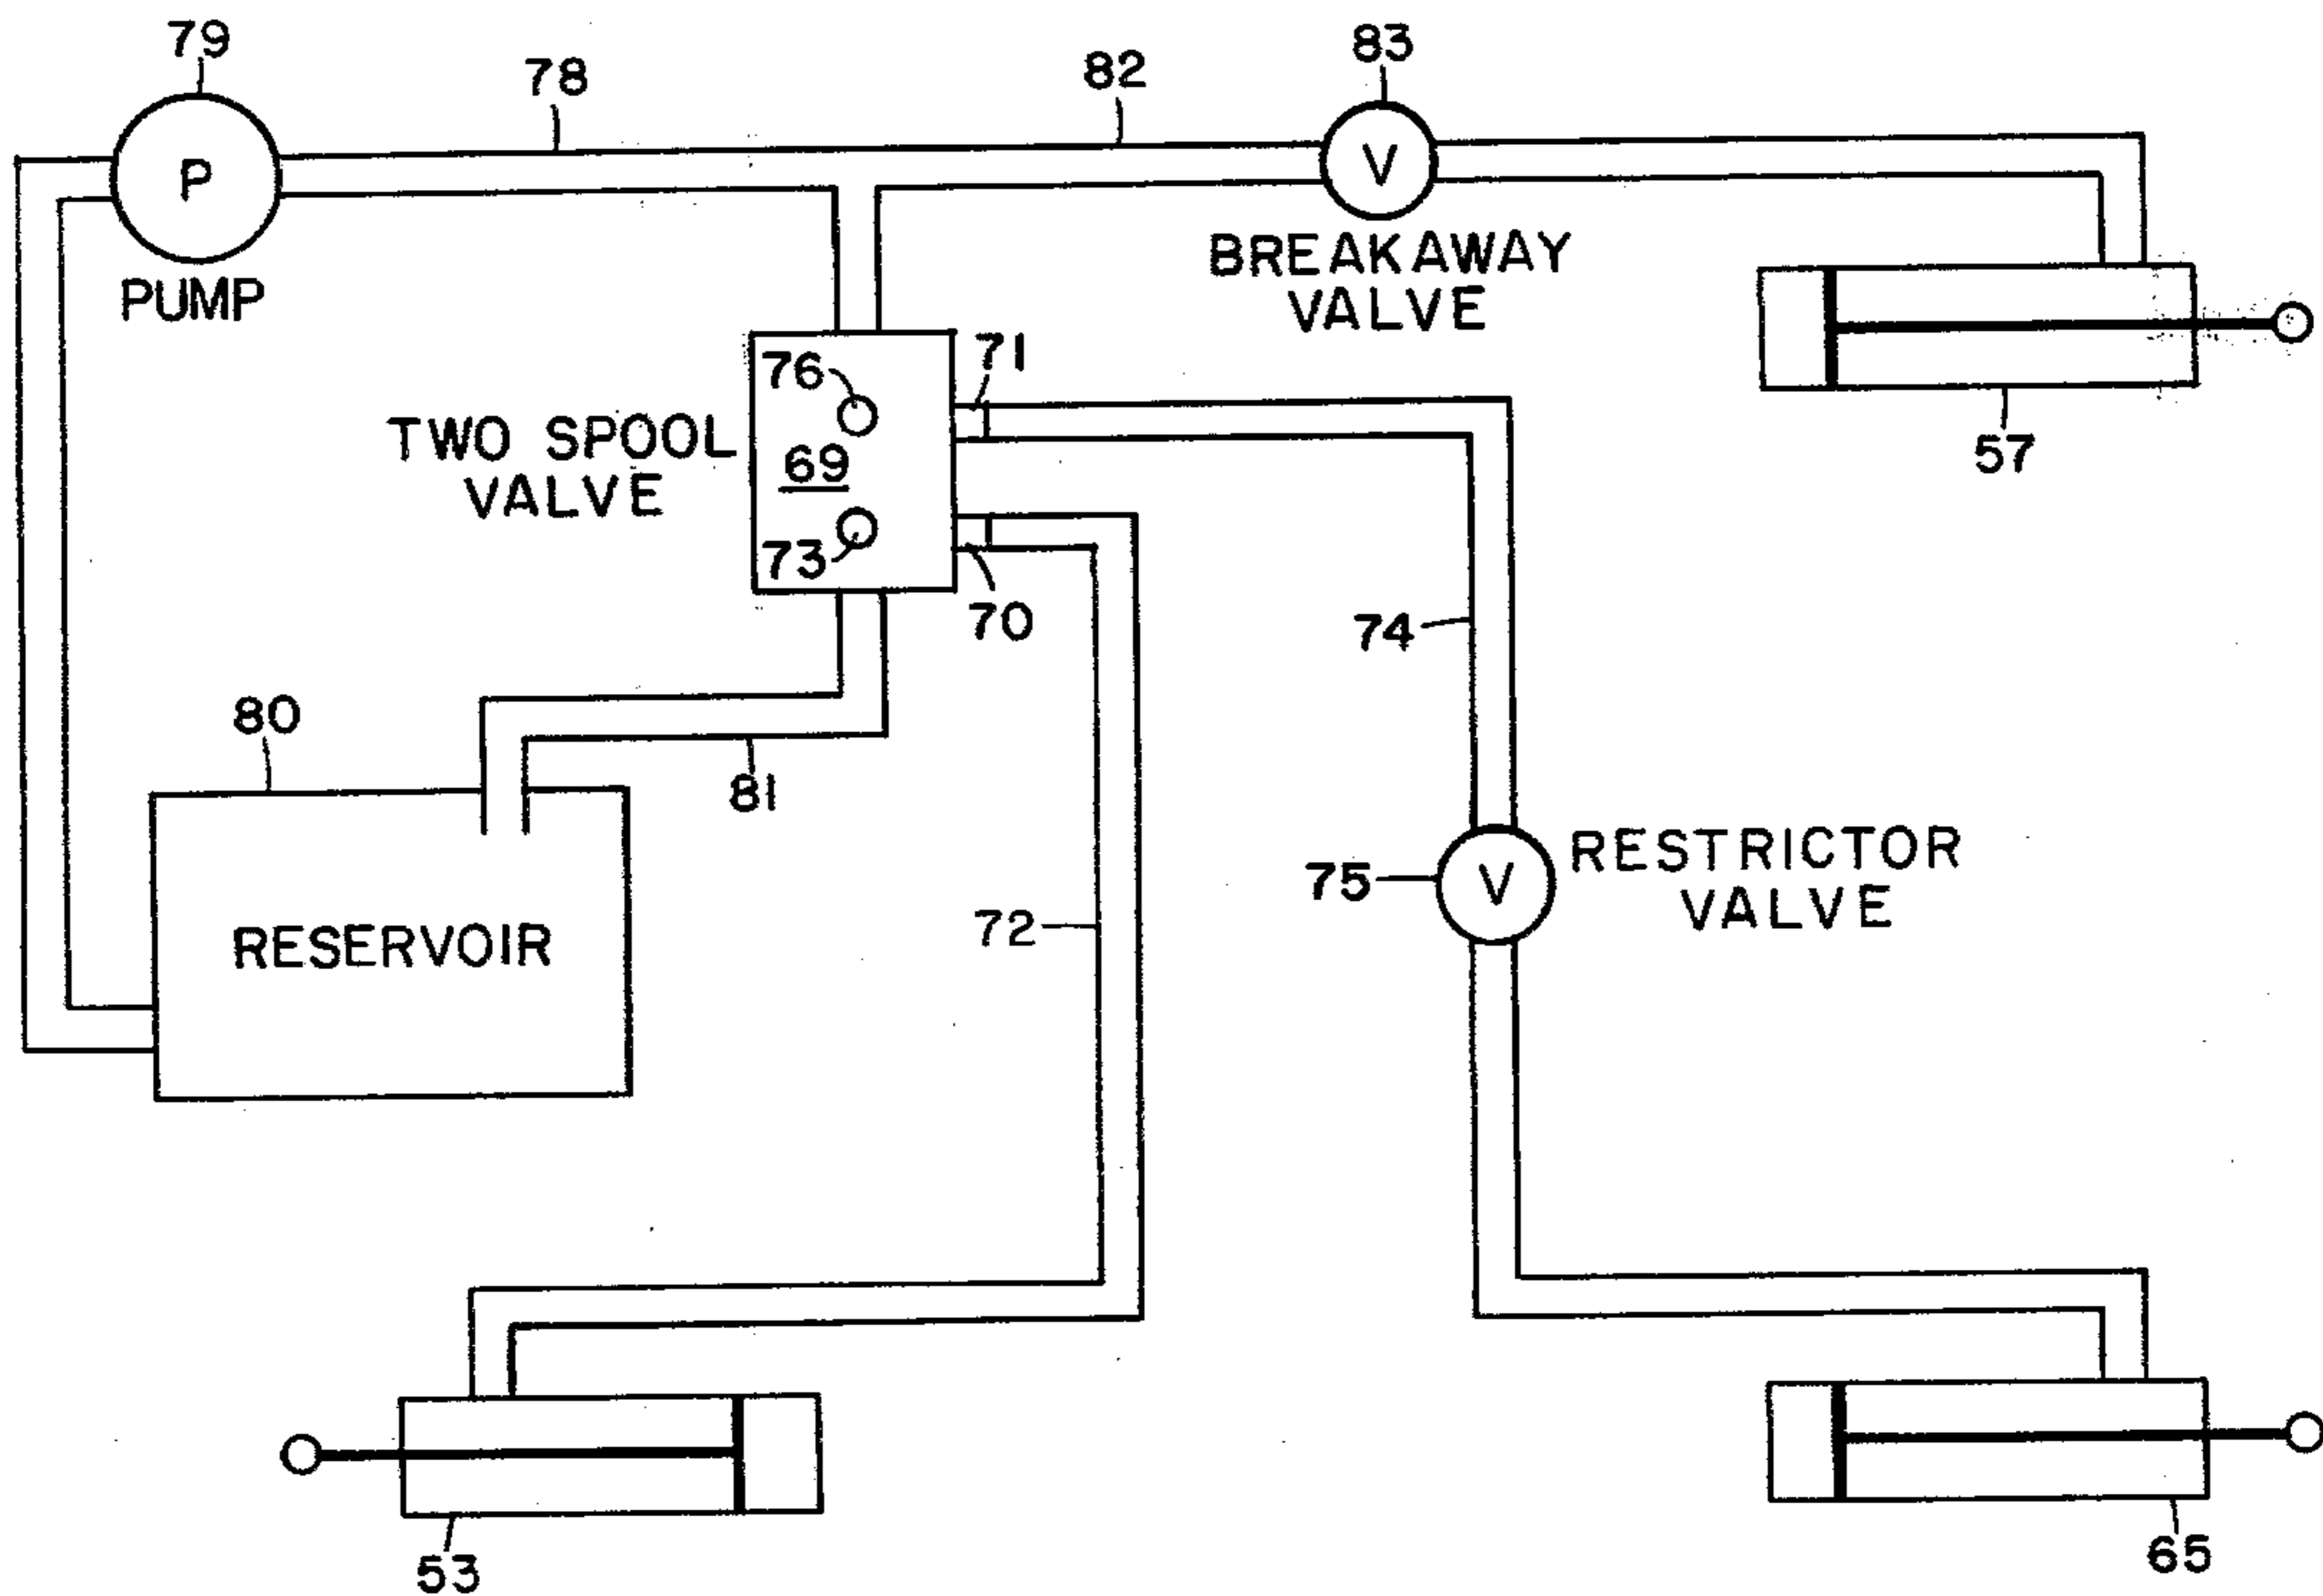 79
78
82
83
P
V
PUMP
BREAKAWAY
VALVE
76
71
TWO SPOOL
VALVE
69
57
73
70
74
80
81
75
V
RESTRICTOR
VALVE
72
RESERVOIR
53
65